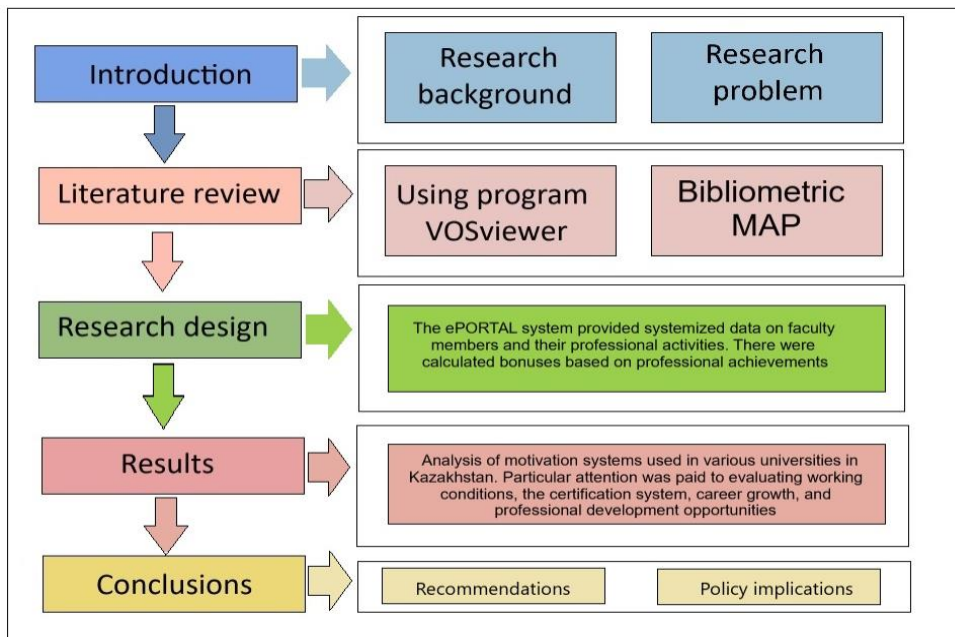 Introduction
Research
background
Research
problem
Literature review
Using program
VOSviewer
Bibliometric
MAP
Research design
The ePORTAL system provided systemized data on faculty
members and their professional activities. There were
calculated bonuses based on professional achievements
Results
Analysis of motivation systems used in various universities in
Kazakhstan. Particular attention was paid to evaluating working
conditions, the certification system, career growth, and
professional development opportunities
Conclusions
Recommendations
Policy implications